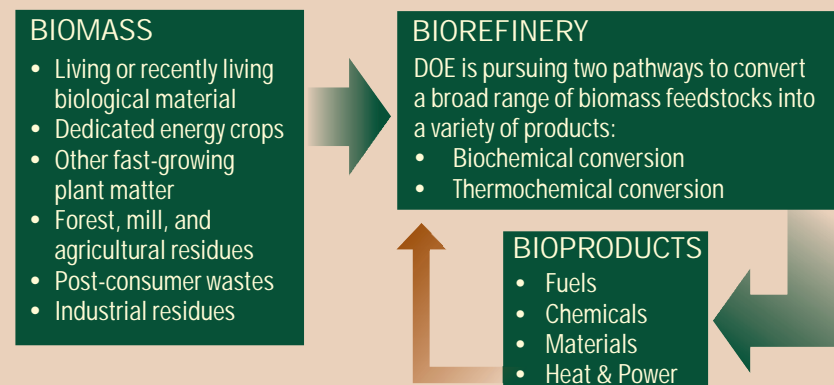 BIOMASS
• Living or recently living
biological material
• Dedicated energy crops
• Other fast-growing
plant matter
• Forest, mill, and
agricultural residues
• Post-consumer wastes
• Industrial residues
BIOREFINERY
DOE is pursuing two pathways to convert
a broad range of biomass feedstocks into
a variety of products:
• Biochemical conversion
• Thermochemical conversion
BIOPRODUCTS
• Fuels
• Chemicals
• Materials
• Heat & Power